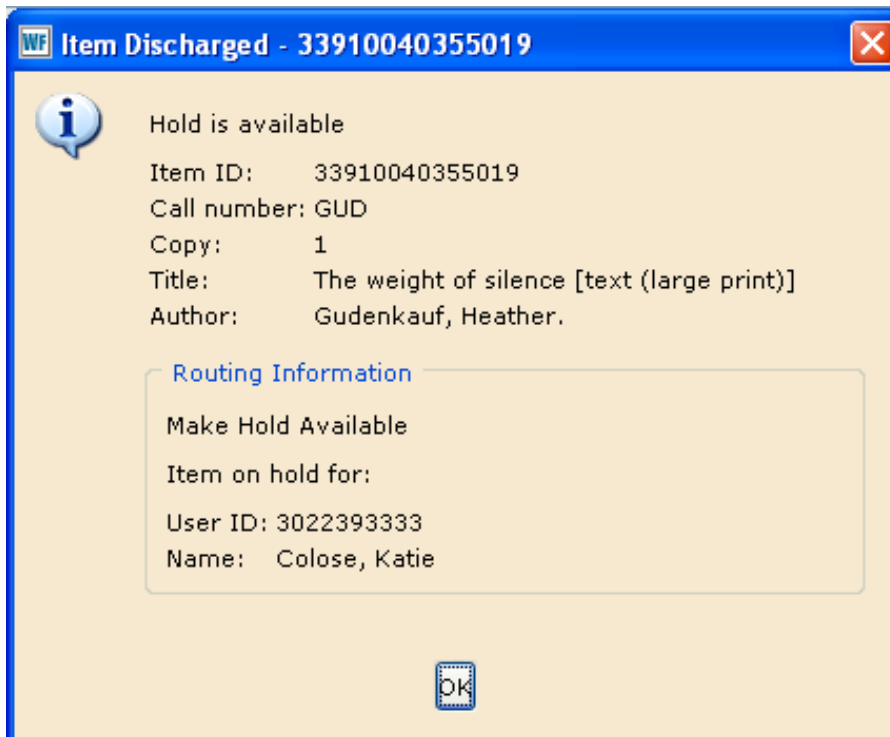 WF Item Discharged - 33910040355019
Hold is available
Item ID: 33910040355019
Call number: GUD
Copy: 1
Title: The weight of silence [text (large print)]
Author: Gudenkauf, Heather.
Routing Information
Make Hold Available
Item on hold for:
User ID: 3022393333
Name: Colose, Katie
OK